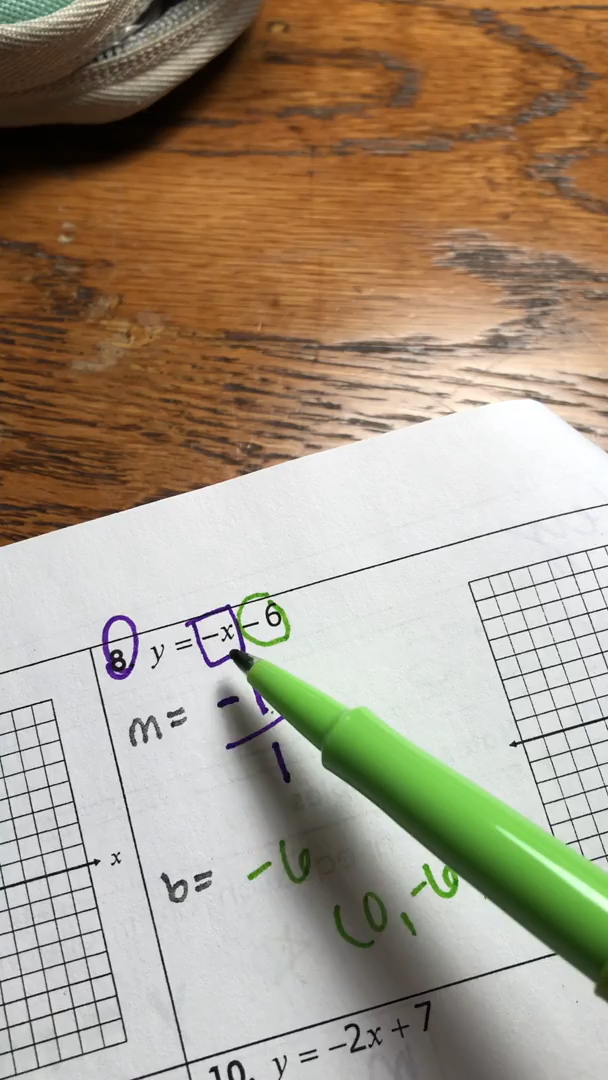 8 y = -x - 6
m = -1
1
x
b = -6
(0, -6
10. y = -2x + 7